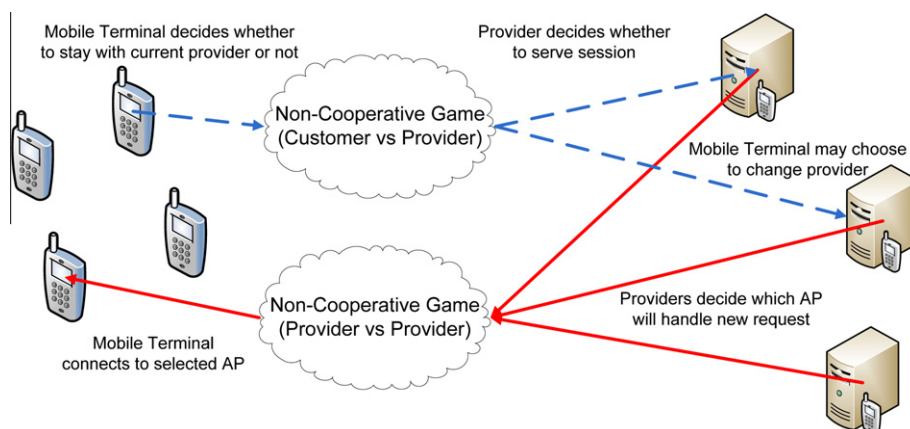 Mobile Terminal decides whether
to stay with current provider or not
Provider decides whether
to serve session
Non-Cooperative Game
(Customer vs Provider)
Mobile Terminal may choose
to change provider
Non-Cooperative Game
(Provider vs Provider)
Providers decide which AP
will handle new request
Mobile Terminal
connects to selected AP